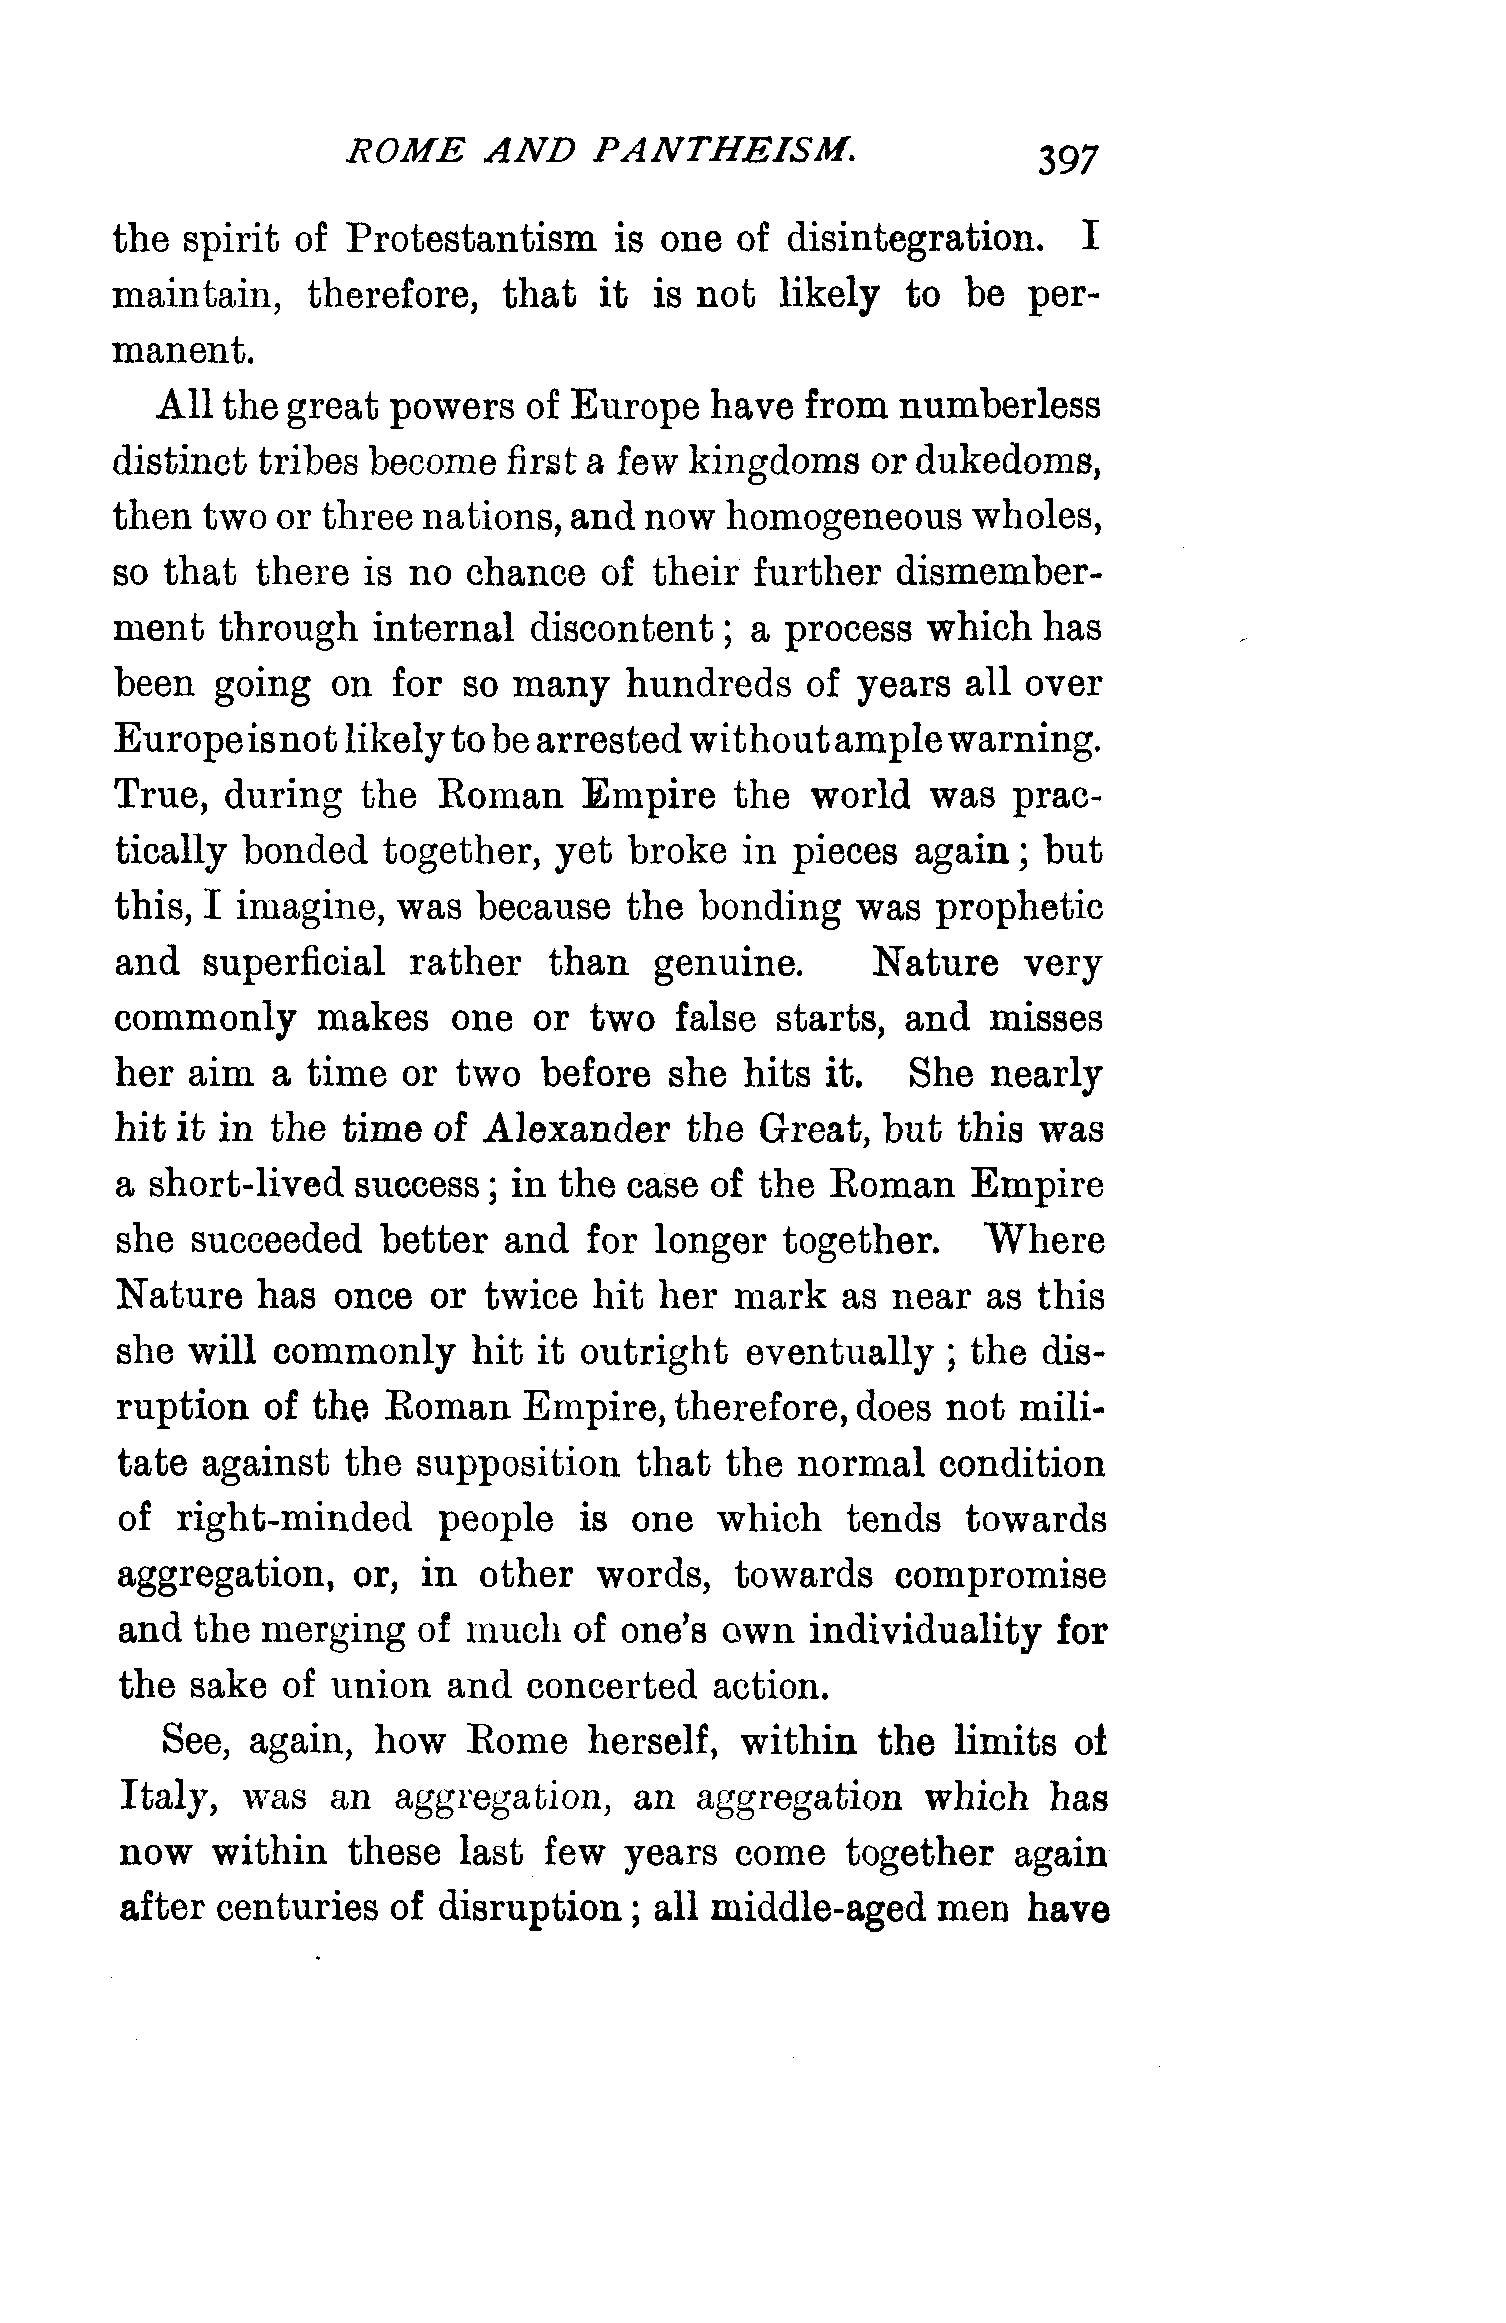 ROME AND PANTHEISM. 397
the spirit of Protestantism is one of disintegration. I
maintain, therefore, that it is not likely to be per-
manent.
All the great powers of Europe have from numberless
distinct tribes become first a few kingdoms or dukedoms,
then two or three nations, and now homogeneous wholes,
so that there is no chance of their further dismember-
ment through internal discontent; a process which has
been going on for so many hundreds of years all over
Europe is not likely to be arrested without ample warning.
True, during the Roman Empire the world was prac-
tically bonded together, yet broke in pieces again; but
this, I imagine, was because the bonding was prophetic
and superficial rather than genuine. Nature very
commonly makes one or two false starts, and misses
her aim a time or two before she hits it. She nearly
hit it in the time of Alexander the Great, but this was
a short-lived success; in the case of the Roman Empire
she succeeded better and for longer together. Where
Nature has once or twice hit her mark as near as this
she will commonly hit it outright eventually; the dis-
ruption of the Roman Empire, therefore, does not mili-
tate against the supposition that the normal condition
of right-minded people is one which tends towards
aggregation, or, in other words, towards compromise
and the merging of much of one's own individuality for
the sake of union and concerted action.
See, again, how Rome herself, within the limits of
Italy, was an aggregation, an aggregation which has
now within these last few years come together again
after centuries of disruption; all middle-aged men have